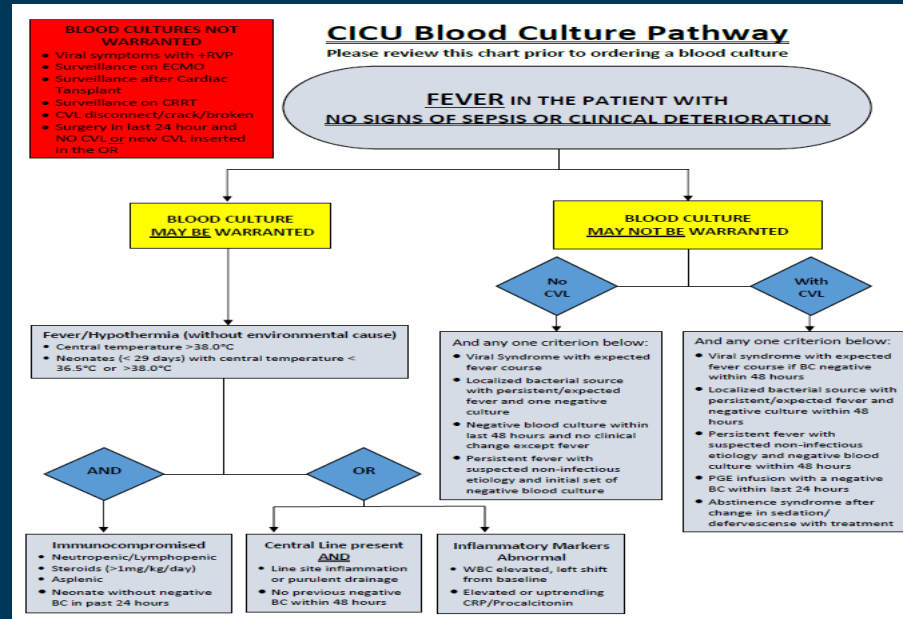 BLOOD CULTURES NOT
WARRANTED
• Viral symptoms with +RVP
• Surveillance on ECMO
• Surveillance after Cardiac
Tansplant
• Surveillance on CRRT
• CVL disconnect/crack/broken
• Surgery in last 24 hour and
NO CVL or new CVL inserted
in the OR
CICU Blood Culture Pathway
Please review this chart prior to ordering a blood culture
FEVER IN THE PATIENT WITH
NO SIGNS OF SEPSIS OR CLINICAL DETERIORATION
BLOOD CULTURE
MAY BE WARRANTED
BLOOD CULTURE
MAY NOT BE WARRANTED
No
CVL
With
CVL
Fever/Hypothermia (without environmental cause)
• Central temperature >38.0°C
• Neonates (< 29 days) with central temperature <
36.5°C or >38.0°C
And any one criterion below:
• Viral Syndrome with expected
fever course
• Localized bacterial source
with persistent/expected
fever and one negative
culture
• Negative blood culture within
last 48 hours and no clinical
change except fever
• Persistent fever with
suspected non-infectious
etiology and initial set of
negative blood culture
And any one criterion below:
• Viral syndrome with expected
fever course if BC negative
within 48 hours
• Localized bacterial source with
persistent/expected fever and
negative culture within 48
hours
• Persistent fever with
suspected non-infectious
etiology and negative blood
culture within 48 hours
• PGE infusion with a negative
BC within last 24 hours
• Abstinence syndrome after
change in sedation/
defervescense with treatment
AND
OR
Immunocompromised
• Neutropenic/Lymphopenic
• Steroids (>1mg/kg/day)
• Asplenic
• Neonate without negative
BC in past 24 hours
Central Line present
AND
• Line site inflammation
or purulent drainage
• No previous negative
BC within 48 hours
Inflammatory Markers
Abnormal
• WBC elevated, left shift
from baseline
• Elevated or uptrending
CRP/Procalcitonin